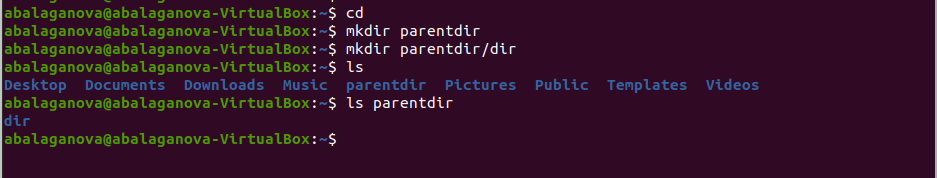 abalaganova@abalaganova-VirtualBox:~$ cd
abalaganova@abalaganova-VirtualBox:~$ mkdir parentdir
abalaganova@abalaganova-VirtualBox:~$ mkdir parentdir/dir
abalaganova@abalaganova-VirtualBox:~$ ls
Desktop  Documents  Downloads  Music  parentdir  Pictures  Public  Templates  Videos
abalaganova@abalaganova-VirtualBox:~$ ls parentdir
dir
abalaganova@abalaganova-VirtualBox:~$